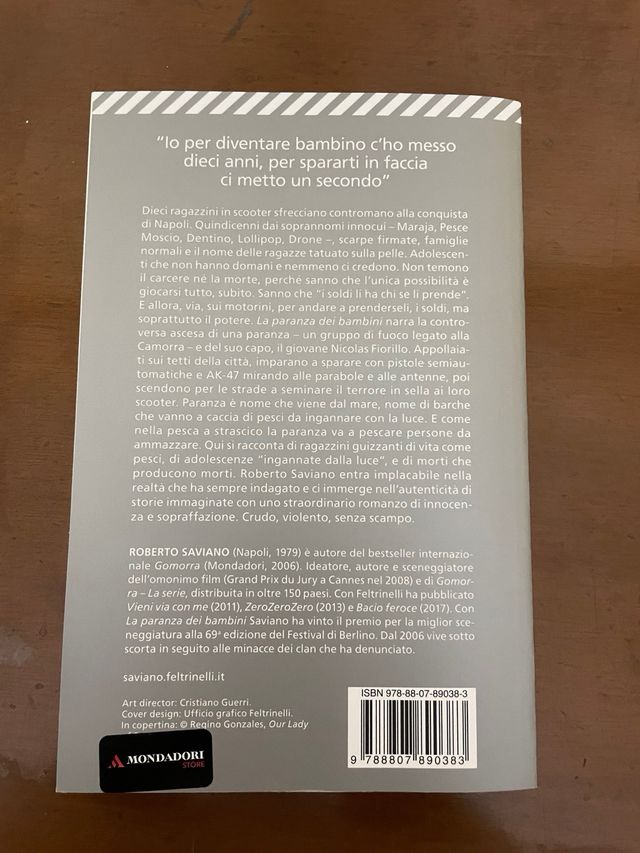 “Io per diventare bambino c’ho messo
dieci anni, per spararti in faccia
ci metto un secondo”
Dieci ragazzini in scooter sfrecciano contromano alla conquista
di Napoli. Quindicenni dai soprannomi innocui – Maraja, Pesce
Moscio, Dentino, Lollipop, Drone –, scarpe firmate, famiglie
normali e il nome delle ragazze tatuato sulla pelle. Adolescen-
ti che non hanno domani e nemmeno ci credono. Non temono
il carcere né la morte, perché sanno che l’unica possibilità è
giocarsi tutto, subito. Sanno che “i soldi li ha chi se li prende”.
E allora, via, sui motorini, per andare a prenderseli, i soldi, ma
soprattutto il potere. La paranza dei bambini narra la contro-
versa ascesa di una paranza – un gruppo di fuoco legato alla
Camorra – e del suo capo, il giovane Nicolas Fiorillo. Appollaia-
ti sui tetti della città, imparano a sparare con pistole semiau-
tomatiche e AK-47 mirando alle parabole e alle antenne, poi
scendono per le strade a seminare il terrore in sella ai loro
scooter. Paranza è nome che viene dal mare, nome di barche
che vanno a caccia di pesci da ingannare con la luce. E come
nella pesca a strascico la paranza va a pescare persone da
ammazzare. Qui si racconta di ragazzini guizzanti di vita come
pesci, di adolescenze “ingannate dalla luce”, e di morti che
producono morti. Roberto Saviano entra implacabile nella
realtà che ha sempre indagato e ci immerge nell’autenticità di
storie immaginate con uno straordinario romanzo di innocen-
za e sopraffazione. Crudo, violento, senza scampo.
ROBERTO SAVIANO (Napoli, 1979) è autore del bestseller internazio-
nale Gomorra (Mondadori, 2006). Ideatore, autore e sceneggiatore
dell’omonimo film (Grand Prix du Jury a Cannes nel 2008) e di Gomor-
ra – La serie, distribuita in oltre 150 paesi. Con Feltrinelli ha pubblicato
Vieni via con me (2011), ZeroZeroZero (2013) e Bacio feroce (2017). Con
La paranza dei bambini Saviano ha vinto il premio per la miglior sce-
neggiatura alla 69ª edizione del Festival di Berlino. Dal 2006 vive sotto
scorta in seguito alle minacce dei clan che ha denunciato.
saviano.feltrinelli.it
Art director: Cristiano Guerri.
Cover design: Ufficio grafico Feltrinelli.
In copertina: © Regino Gonzales, Our Lady
MONDADORI
STORE
ISBN 978-88-07-89038-3
9 788807 890383